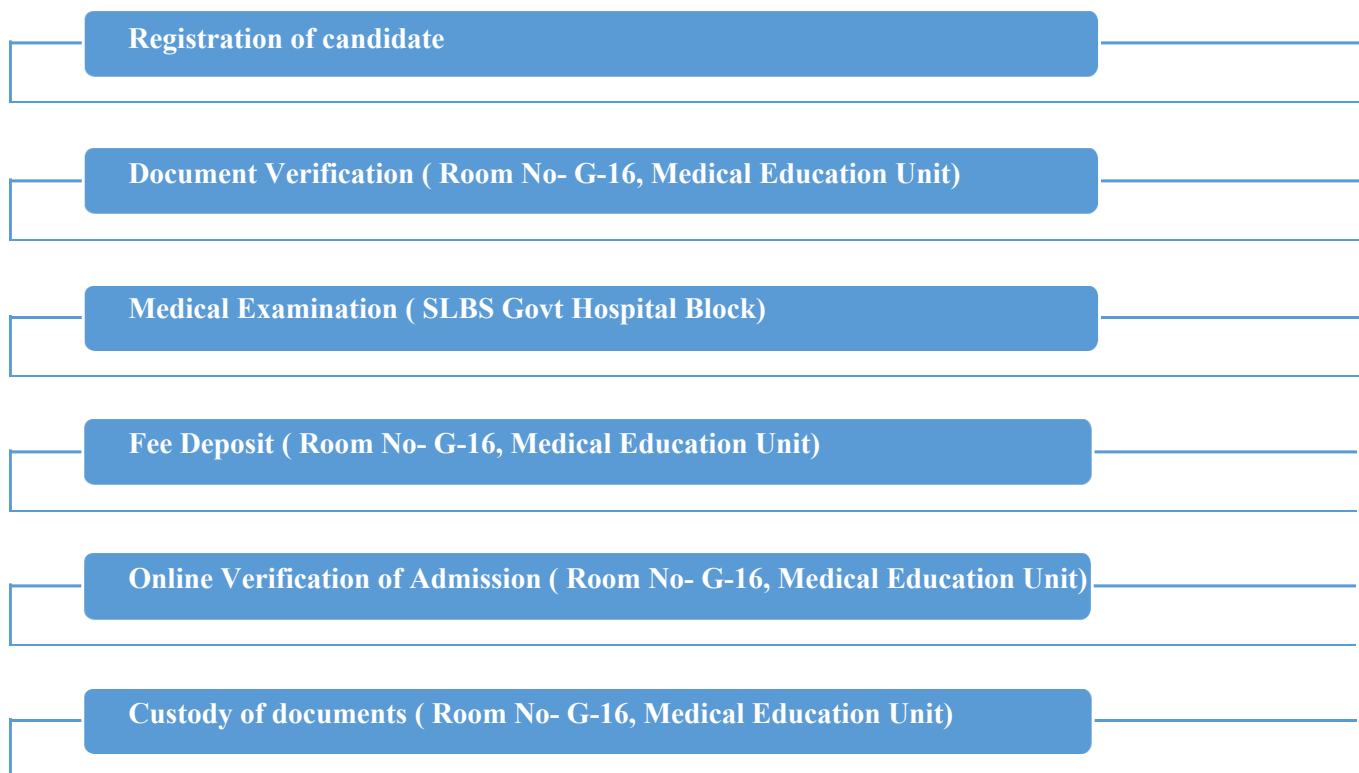 Registration of candidate
Document Verification ( Room No- G-16, Medical Education Unit)
Medical Examination ( SLBS Govt Hospital Block)
Fee Deposit ( Room No- G-16, Medical Education Unit)
Online Verification of Admission ( Room No- G-16, Medical Education Unit)
Custody of documents ( Room No- G-16, Medical Education Unit)